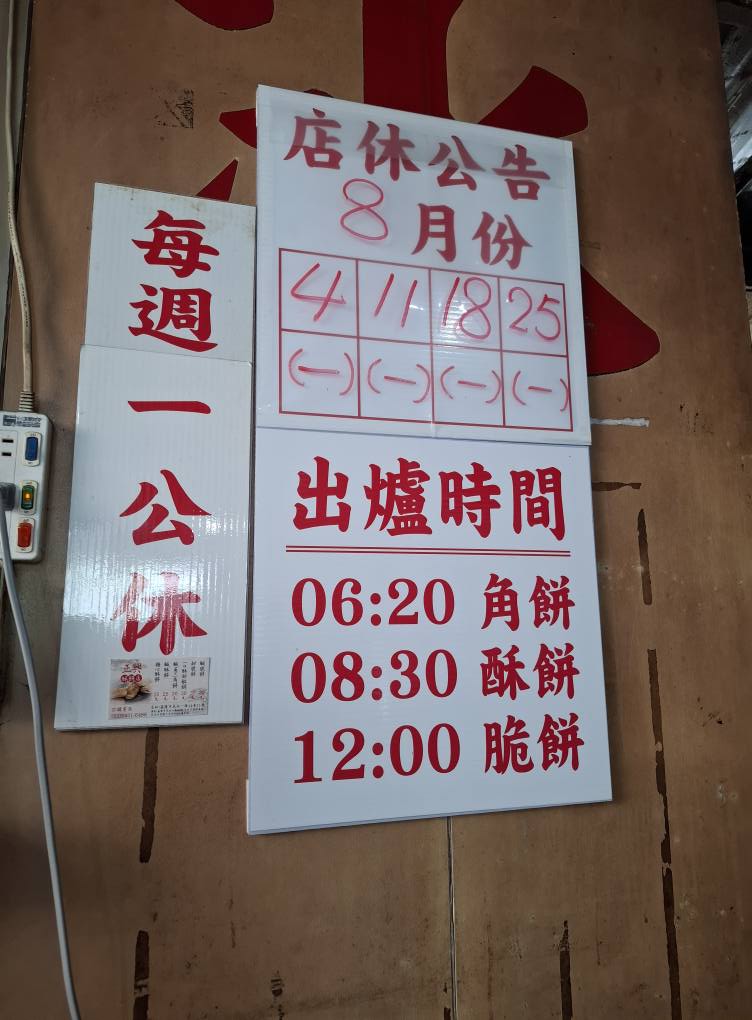 每週一公休
店休公告
8月份
4 11 18 25
(一) (一) (一) (一)
出爐時間
06:20 角餅
08:30 酥餅
12:00 脆餅